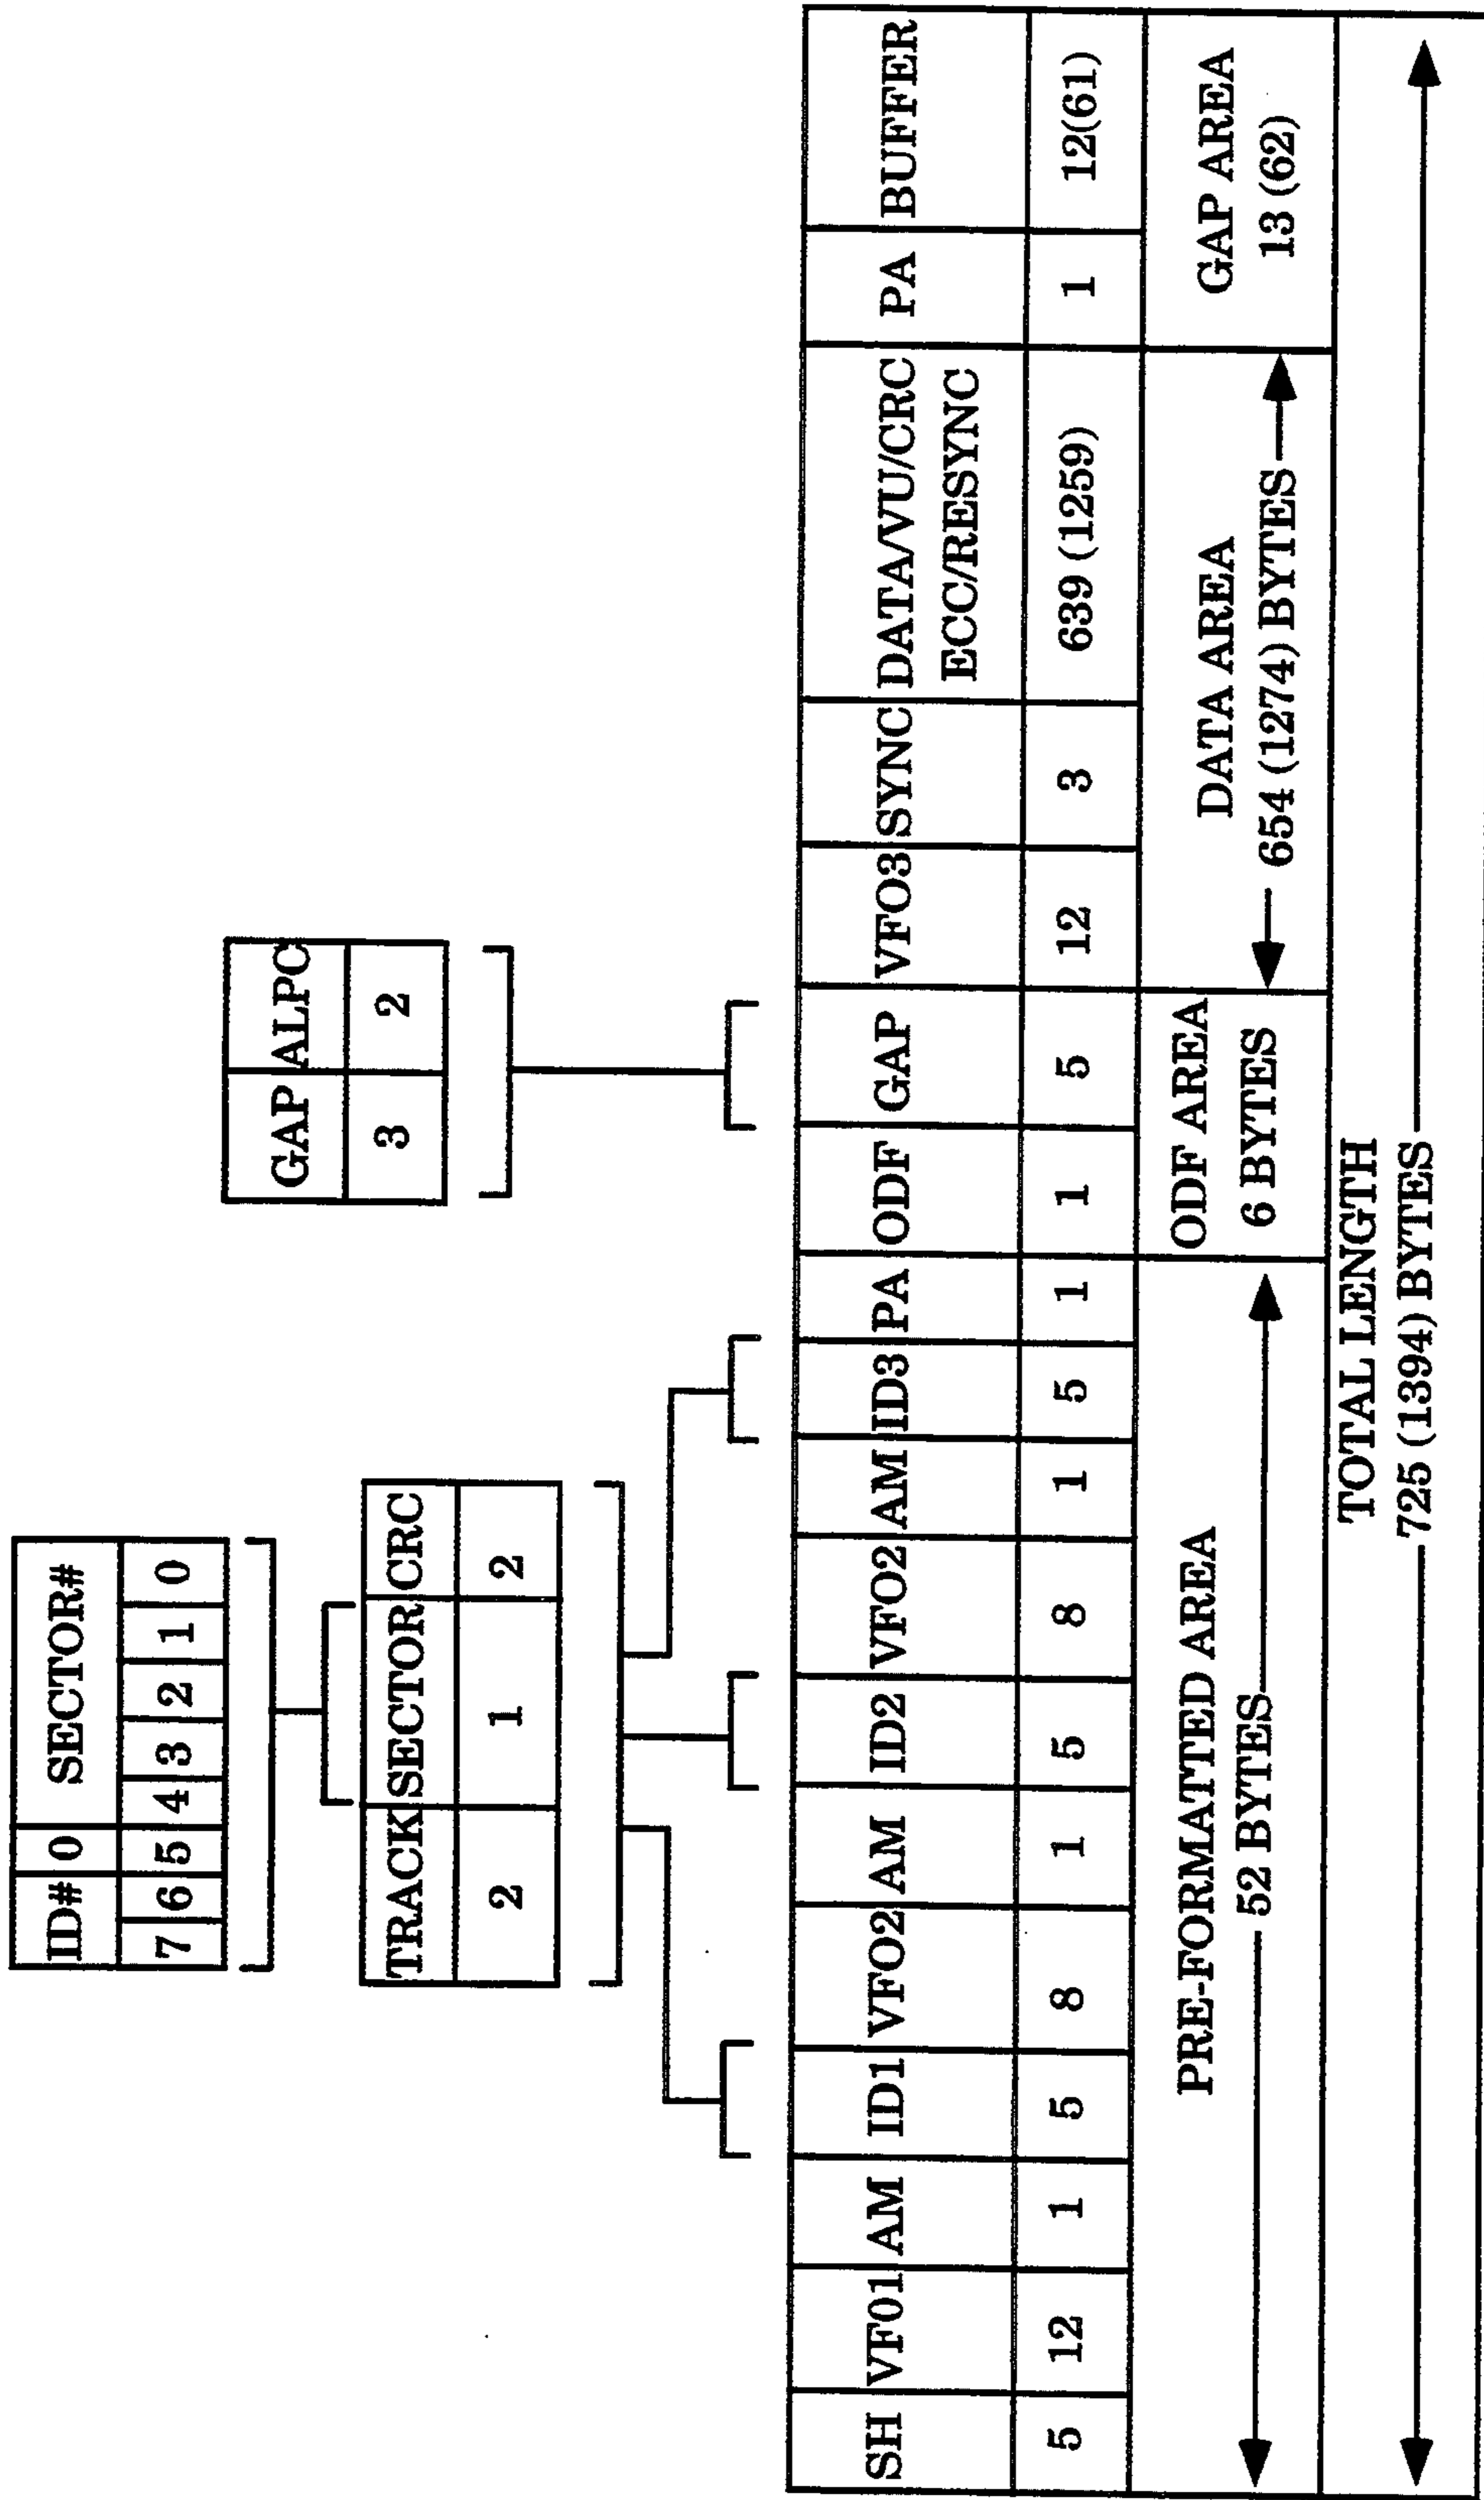 ID# 0 SECTOR#
7 6 5 4 3 2 1 0
TRACK SECTOR CRC
2 1 2
GAP ALPC
3 2
SH VF01 AM ID1 VFO2 AM ID2 VFO2 AM ID3 PA ODF GAP VFO3 SYNC DATA/VU/CRC PA BUFFER
ECC/RESYNC
5 12 1 5 8 1 5 8 1 5 1 1 5 12 3 639 (1259) 1 12(61)
PRE-FORMATTED AREA
52 BYTES
ODF AREA
6 BYTES
DATA AREA
654 (1274) BYTES
GAP AREA
13 (62)
TOTAL LENGTH
725 (1394) BYTES